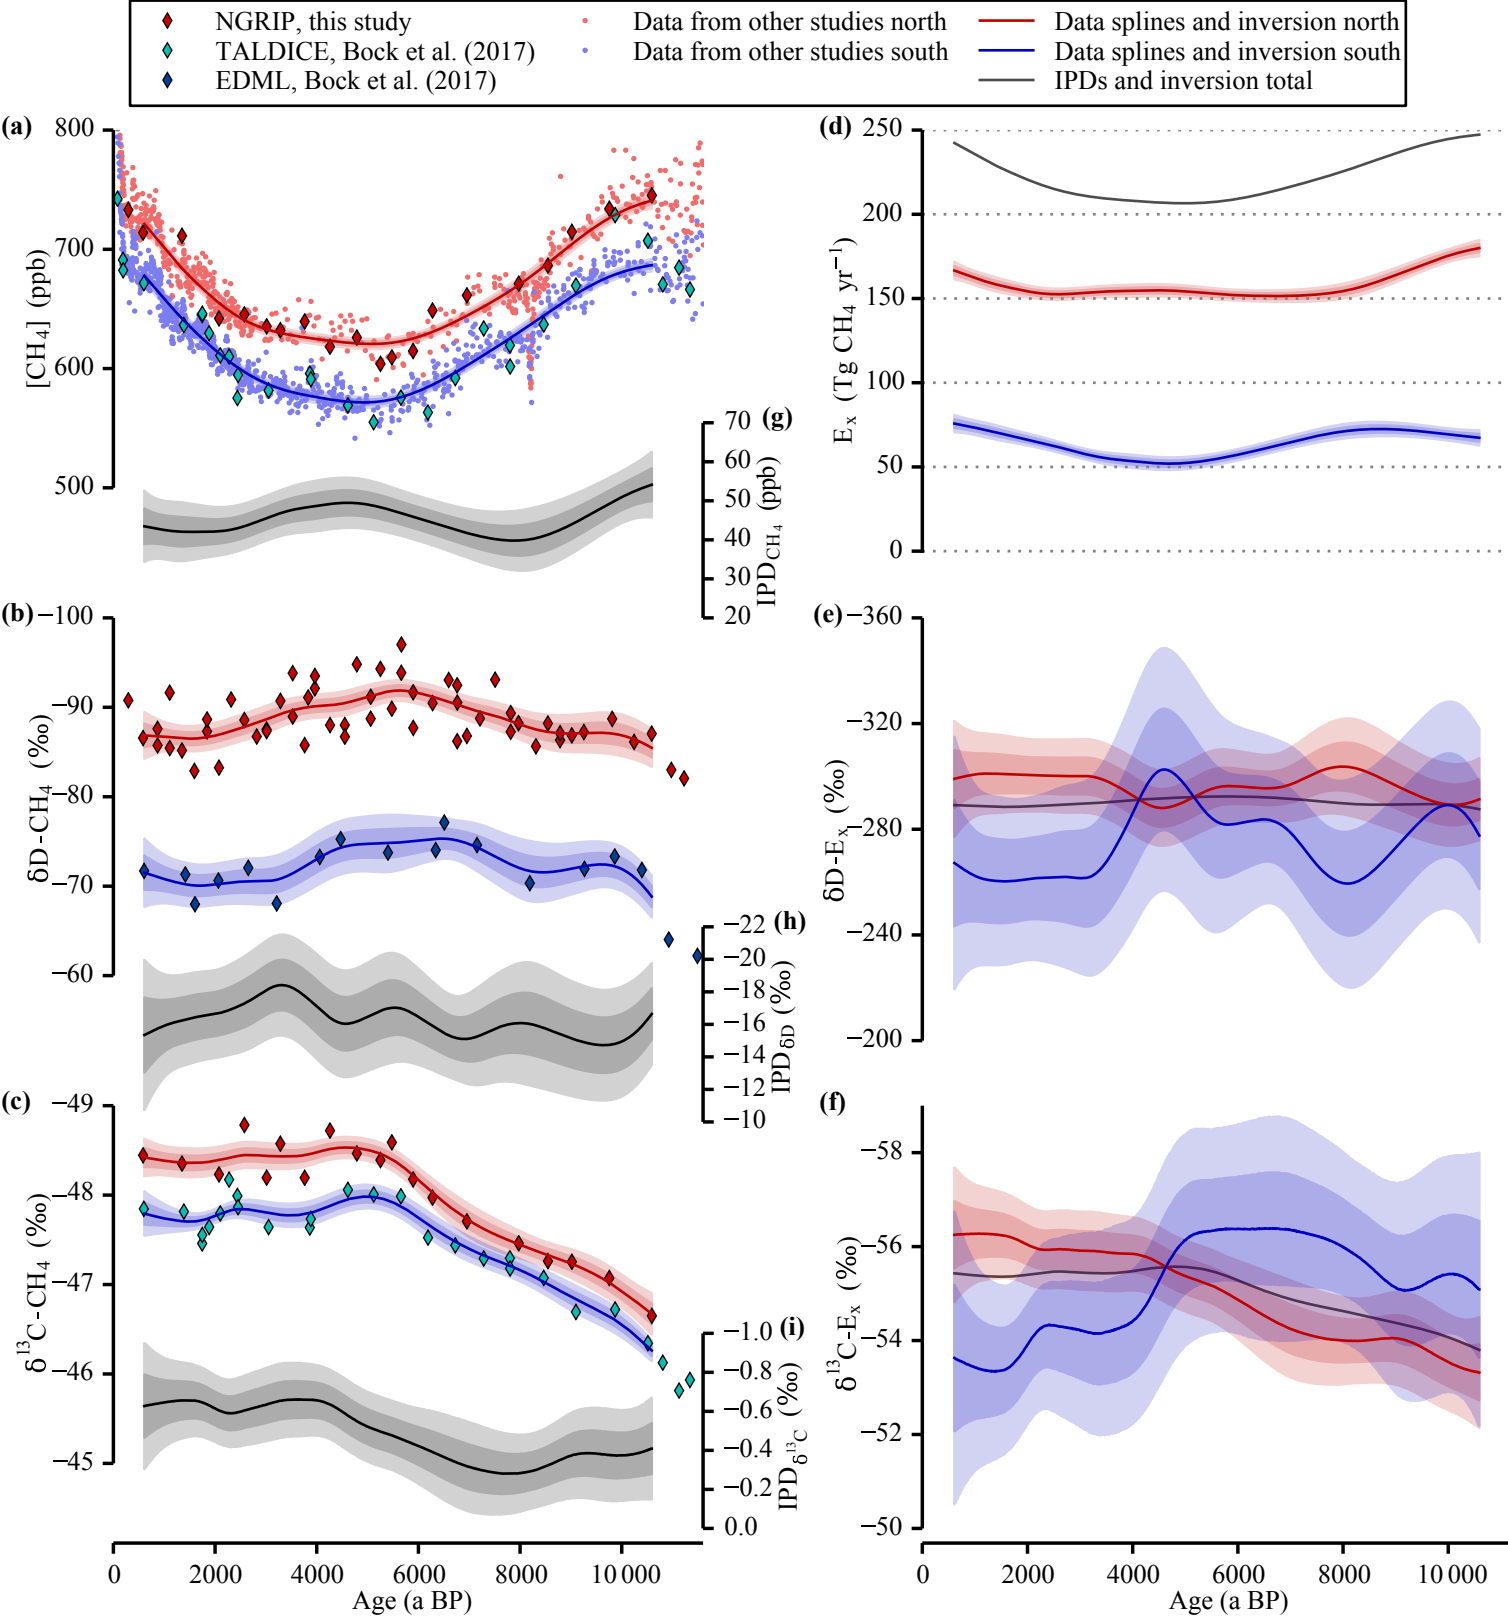 NGRIP, this study
TALDICE, Bock et al. (2017)
EDML, Bock et al. (2017)
Data from other studies north
Data from other studies south
Data splines and inversion north
Data splines and inversion south
IPDs and inversion total
(a)
800
700
600
500
[CH₄] (ppb)
(g)
70
60
50
40
30
20
IPD_CH₄ (ppb)
(b)
−100
−90
−80
−70
−60
δD-CH₄ (‰)
(h)
−22
−20
−18
−16
−14
−12
−10
IPD_δD (‰)
(c)
−49
−48
−47
−46
−45
δ¹³C-CH₄ (‰)
(i)
−1.0
−0.8
−0.6
−0.4
−0.2
0.0
IPD_δ¹³C (‰)
0 2000 4000 6000 8000 10 000
Age (a BP)
(d)
250
200
150
100
50
0
Eₓ (Tg CH₄ yr⁻¹)
(e)
−360
−320
−280
−240
−200
δD-Eₓ (‰)
(f)
−58
−56
−54
−52
−50
δ¹³C-Eₓ (‰)
0 2000 4000 6000 8000 10 000
Age (a BP)